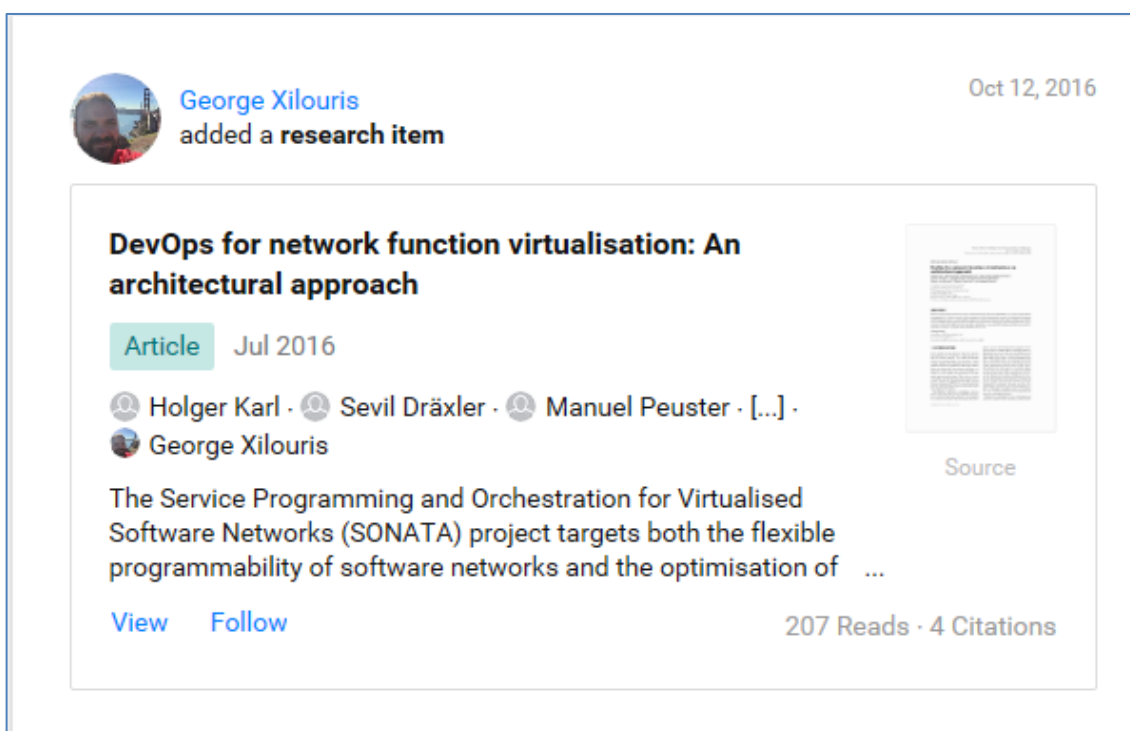 George Xilouris
Oct 12, 2016
added a research item
DevOps for network function virtualisation: An
architectural approach
Article Jul 2016
Holger Karl · Sevil Dräxler · Manuel Peuster · [...] ·
George Xilouris
Source
The Service Programming and Orchestration for Virtualised
Software Networks (SONATA) project targets both the flexible
programmability of software networks and the optimisation of ...
View Follow
207 Reads · 4 Citations